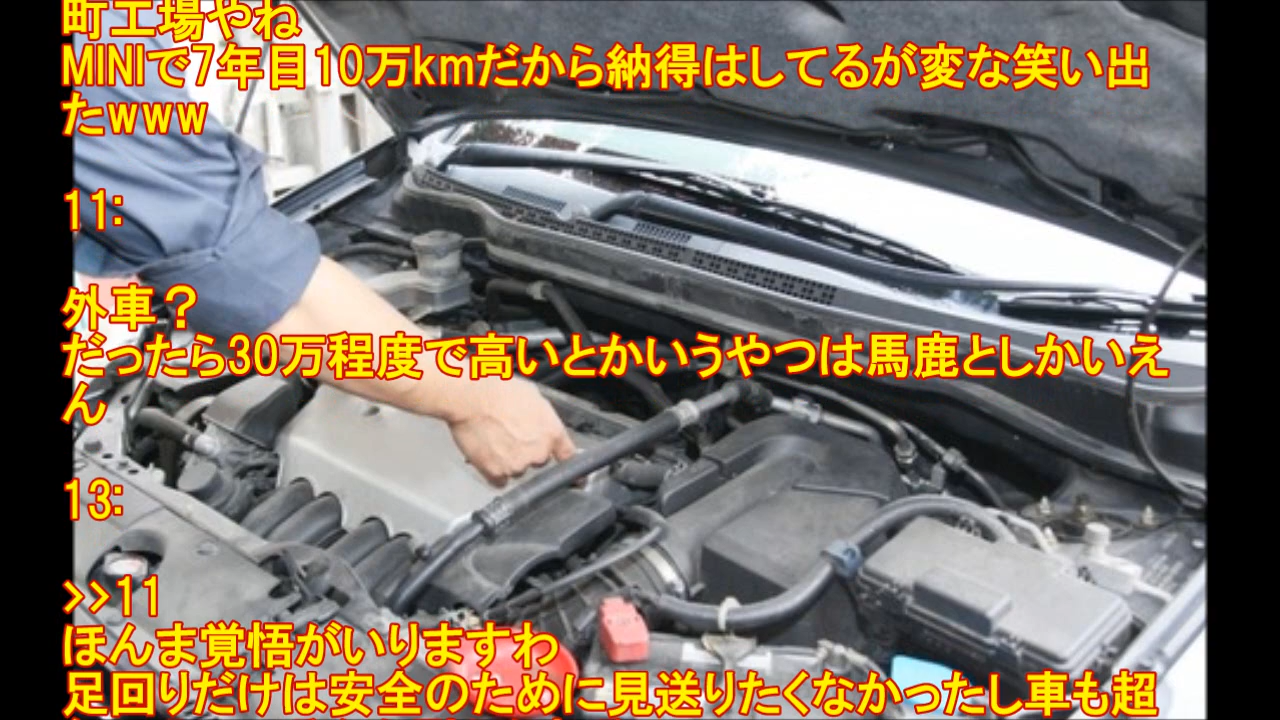 町工場やね
MINIで7年目10万kmだから納得はしてるが変な笑い出
たwww
11:
外車？
だったら30万程度で高いとかいうやつは馬鹿としかいえ
ん
13:
>>11
ほんま覚悟がいりますわ
足回りだけは安全のために見送りたくなかったし車も超